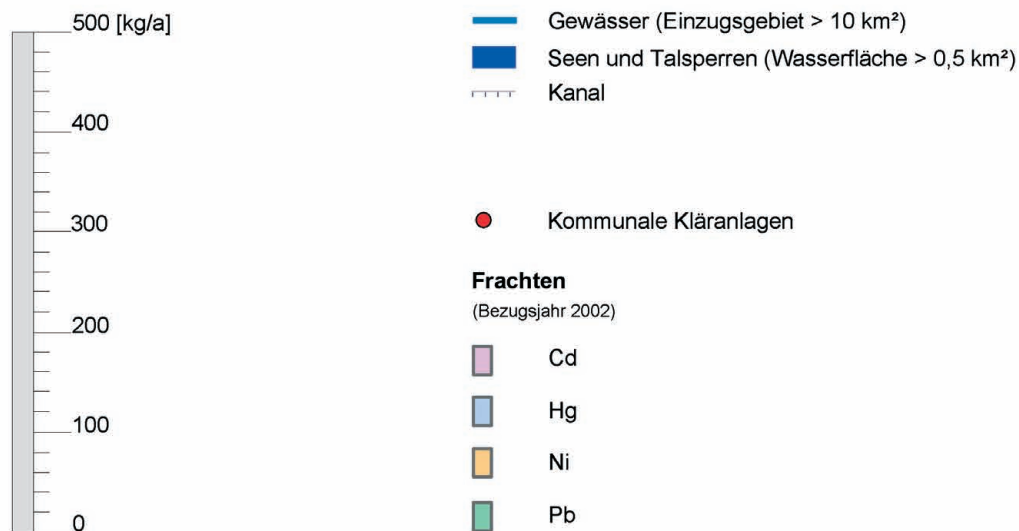 500 [kg/a]
400
300
200
100
0
Gewässer (Einzugsgebiet > 10 km²)
Seen und Talsperren (Wasserfläche > 0,5 km²)
Kanal
Kommunale Kläranlagen
Frachten
(Bezugsjahr 2002)
Cd
Hg
Ni
Pb